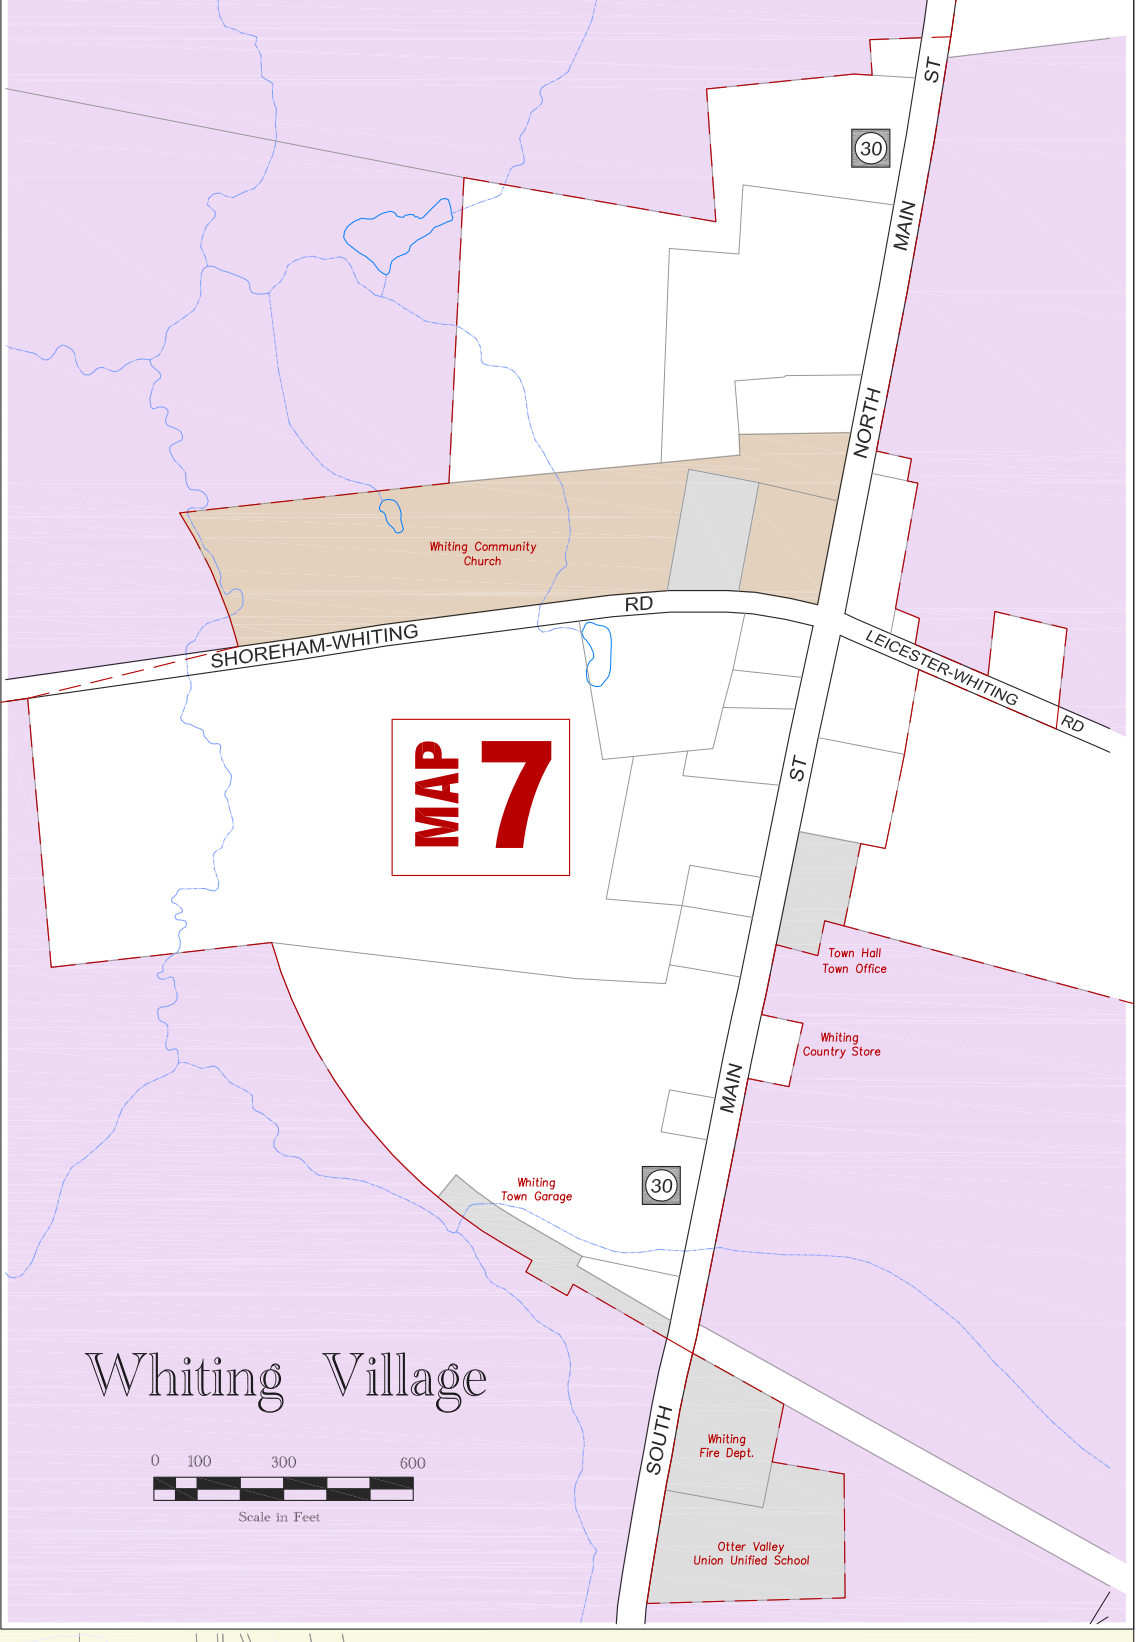 ST
30
MAIN
NORTH
Whiting Community
Church
RD
SHOREHAM-WHITING
LEICESTER-WHITING
RD
MAP 7
ST
Town Hall
Town Office
Whiting
Country Store
MAIN
30
Whiting
Town Garage
Whiting Village
SOUTH
Whiting
Fire Dept.
0 100 300 600
Scale in Feet
Otter Valley
Union Unified School